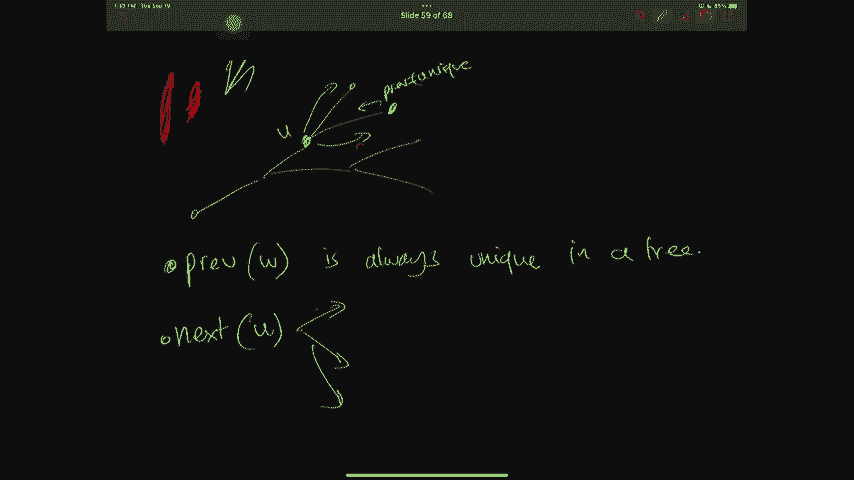 Slide 59 of 68
prev unique
u
• prev(w) is always unique in a tree.
• next(u)